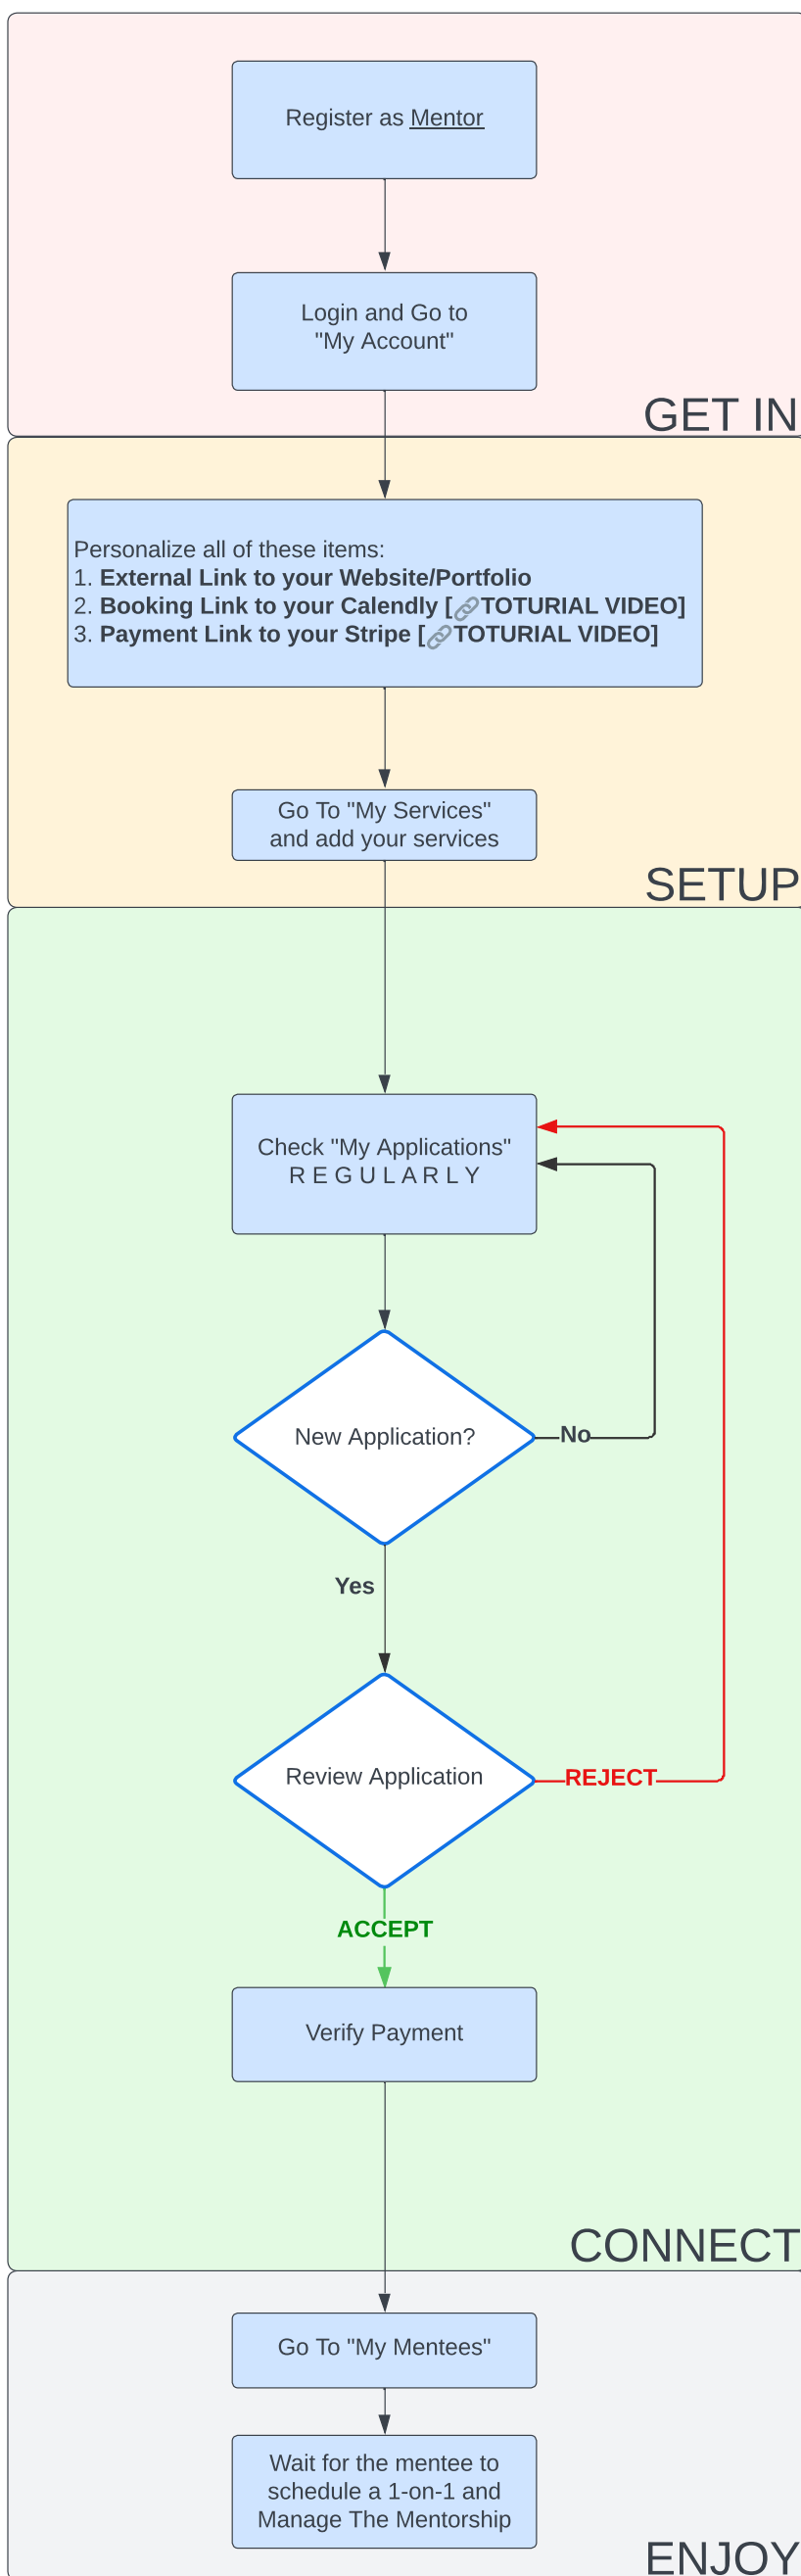 Register as Mentor
Login and Go to
"My Account"
GET IN
Personalize all of these items:
1. External Link to your Website/Portfolio
2. Booking Link to your Calendly [🔗TOTURIAL VIDEO]
3. Payment Link to your Stripe [🔗TOTURIAL VIDEO]
Go To "My Services"
and add your services
SETUP
Check "My Applications"
R E G U L A R L Y
New Application?
No
Yes
Review Application
REJECT
ACCEPT
Verify Payment
CONNECT
Go To "My Mentees"
Wait for the mentee to
schedule a 1-on-1 and
Manage The Mentorship
ENJOY